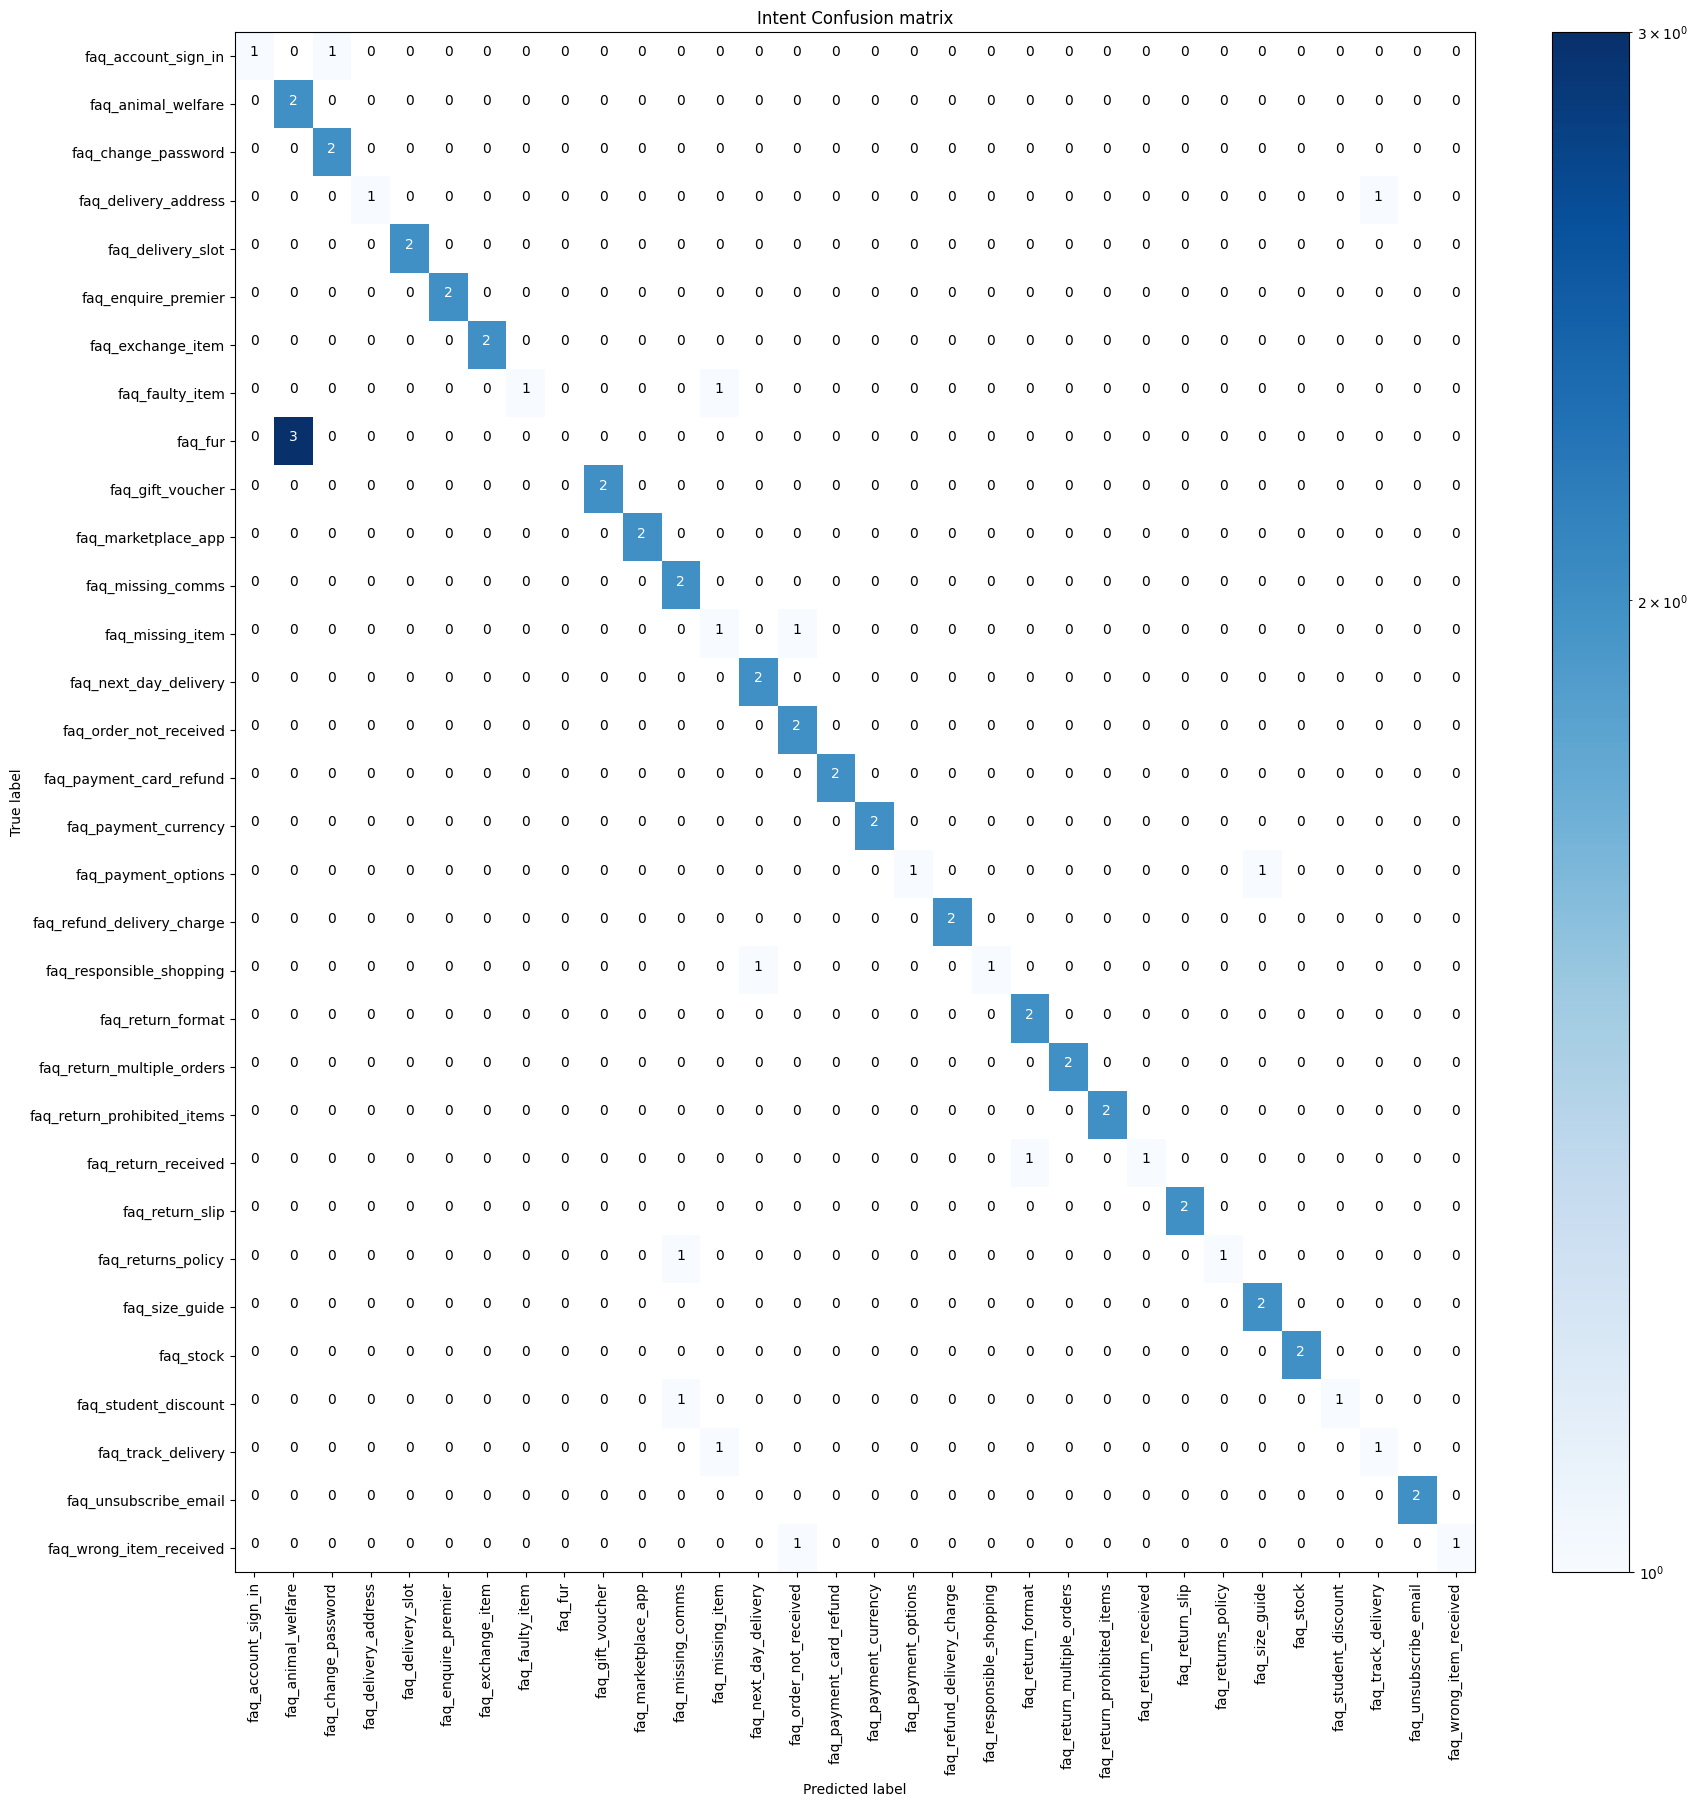 Intent Confusion matrix
faq_account_sign_in 1 0 1 0 0 0 0 0 0 0 0 0 0 0 0 0 0 0 0 0 0 0 0 0 0 0 0 0 0 0 0 0
faq_animal_welfare 0 2 0 0 0 0 0 0 0 0 0 0 0 0 0 0 0 0 0 0 0 0 0 0 0 0 0 0 0 0 0 0
faq_change_password 0 0 2 0 0 0 0 0 0 0 0 0 0 0 0 0 0 0 0 0 0 0 0 0 0 0 0 0 0 0 0 0
faq_delivery_address 0 0 0 1 0 0 0 0 0 0 0 0 0 0 0 0 0 0 0 0 0 0 0 0 0 0 0 0 0 1 0 0
faq_delivery_slot 0 0 0 0 2 0 0 0 0 0 0 0 0 0 0 0 0 0 0 0 0 0 0 0 0 0 0 0 0 0 0 0
faq_enquire_premier 0 0 0 0 0 2 0 0 0 0 0 0 0 0 0 0 0 0 0 0 0 0 0 0 0 0 0 0 0 0 0 0
faq_exchange_item 0 0 0 0 0 0 2 0 0 0 0 0 0 0 0 0 0 0 0 0 0 0 0 0 0 0 0 0 0 0 0 0
faq_faulty_item 0 0 0 0 0 0 0 1 0 0 0 0 1 0 0 0 0 0 0 0 0 0 0 0 0 0 0 0 0 0 0 0
faq_fur 0 3 0 0 0 0 0 0 0 0 0 0 0 0 0 0 0 0 0 0 0 0 0 0 0 0 0 0 0 0 0 0
faq_gift_voucher 0 0 0 0 0 0 0 0 0 2 0 0 0 0 0 0 0 0 0 0 0 0 0 0 0 0 0 0 0 0 0 0
faq_marketplace_app 0 0 0 0 0 0 0 0 0 0 2 0 0 0 0 0 0 0 0 0 0 0 0 0 0 0 0 0 0 0 0 0
faq_missing_comms 0 0 0 0 0 0 0 0 0 0 0 2 0 0 0 0 0 0 0 0 0 0 0 0 0 0 0 0 0 0 0 0
faq_missing_item 0 0 0 0 0 0 0 0 0 0 0 0 1 0 1 0 0 0 0 0 0 0 0 0 0 0 0 0 0 0 0 0
faq_next_day_delivery 0 0 0 0 0 0 0 0 0 0 0 0 0 2 0 0 0 0 0 0 0 0 0 0 0 0 0 0 0 0 0 0
faq_order_not_received 0 0 0 0 0 0 0 0 0 0 0 0 0 0 2 0 0 0 0 0 0 0 0 0 0 0 0 0 0 0 0 0
faq_payment_card_refund 0 0 0 0 0 0 0 0 0 0 0 0 0 0 0 2 0 0 0 0 0 0 0 0 0 0 0 0 0 0 0 0
faq_payment_currency 0 0 0 0 0 0 0 0 0 0 0 0 0 0 0 0 2 0 0 0 0 0 0 0 0 0 0 0 0 0 0 0
faq_payment_options 0 0 0 0 0 0 0 0 0 0 0 0 0 0 0 0 0 1 0 0 0 0 0 0 0 0 1 0 0 0 0 0
faq_refund_delivery_charge 0 0 0 0 0 0 0 0 0 0 0 0 0 0 0 0 0 0 2 0 0 0 0 0 0 0 0 0 0 0 0 0
faq_responsible_shopping 0 0 0 0 0 0 0 0 0 0 0 0 0 1 0 0 0 0 0 1 0 0 0 0 0 0 0 0 0 0 0 0
faq_return_format 0 0 0 0 0 0 0 0 0 0 0 0 0 0 0 0 0 0 0 0 2 0 0 0 0 0 0 0 0 0 0 0
faq_return_multiple_orders 0 0 0 0 0 0 0 0 0 0 0 0 0 0 0 0 0 0 0 0 0 2 0 0 0 0 0 0 0 0 0 0
faq_return_prohibited_items 0 0 0 0 0 0 0 0 0 0 0 0 0 0 0 0 0 0 0 0 0 0 2 0 0 0 0 0 0 0 0 0
faq_return_received 0 0 0 0 0 0 0 0 0 0 0 0 0 0 0 0 0 0 0 0 1 0 0 1 0 0 0 0 0 0 0 0
faq_return_slip 0 0 0 0 0 0 0 0 0 0 0 0 0 0 0 0 0 0 0 0 0 0 0 0 2 0 0 0 0 0 0 0
faq_returns_policy 0 0 0 0 0 0 0 0 0 0 0 1 0 0 0 0 0 0 0 0 0 0 0 0 0 1 0 0 0 0 0 0
faq_size_guide 0 0 0 0 0 0 0 0 0 0 0 0 0 0 0 0 0 0 0 0 0 0 0 0 0 0 2 0 0 0 0 0
faq_stock 0 0 0 0 0 0 0 0 0 0 0 0 0 0 0 0 0 0 0 0 0 0 0 0 0 0 0 2 0 0 0 0
faq_student_discount 0 0 0 0 0 0 0 0 0 0 0 1 0 0 0 0 0 0 0 0 0 0 0 0 0 0 0 0 1 0 0 0
faq_track_delivery 0 0 0 0 0 0 0 0 0 0 0 0 1 0 0 0 0 0 0 0 0 0 0 0 0 0 0 0 0 1 0 0
faq_unsubscribe_email 0 0 0 0 0 0 0 0 0 0 0 0 0 0 0 0 0 0 0 0 0 0 0 0 0 0 0 0 0 0 2 0
faq_wrong_item_received 0 0 0 0 0 0 0 0 0 0 0 0 0 0 1 0 0 0 0 0 0 0 0 0 0 0 0 0 0 0 0 1
True label
faq_account_sign_in
faq_animal_welfare
faq_change_password
faq_delivery_address
faq_delivery_slot
faq_enquire_premier
faq_exchange_item
faq_faulty_item
faq_fur
faq_gift_voucher
faq_marketplace_app
faq_missing_comms
faq_missing_item
faq_next_day_delivery
faq_order_not_received
faq_payment_card_refund
faq_payment_currency
faq_payment_options
faq_refund_delivery_charge
faq_responsible_shopping
faq_return_format
faq_return_multiple_orders
faq_return_prohibited_items
faq_return_received
faq_return_slip
faq_returns_policy
faq_size_guide
faq_stock
faq_student_discount
faq_track_delivery
faq_unsubscribe_email
faq_wrong_item_received
Predicted label
3 × 10⁰
2 × 10⁰
10⁰